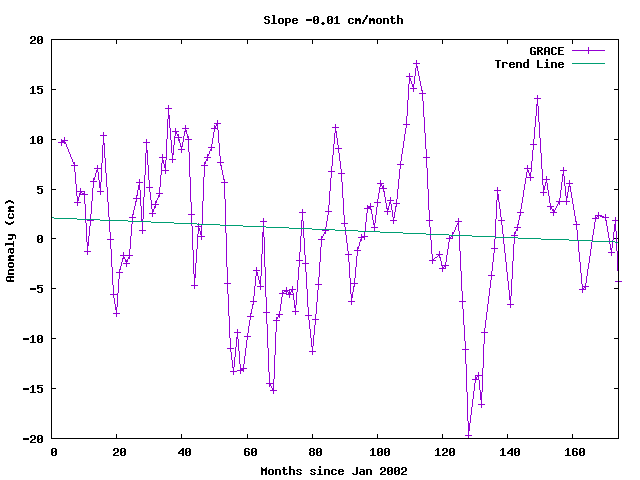 Slope -0.01 cm/month
GRACE
Trend Line
20
15
10
5
0
-5
-10
-15
-20
Anomaly (cm)
0 20 40 60 80 100 120 140 160
Months since Jan 2002